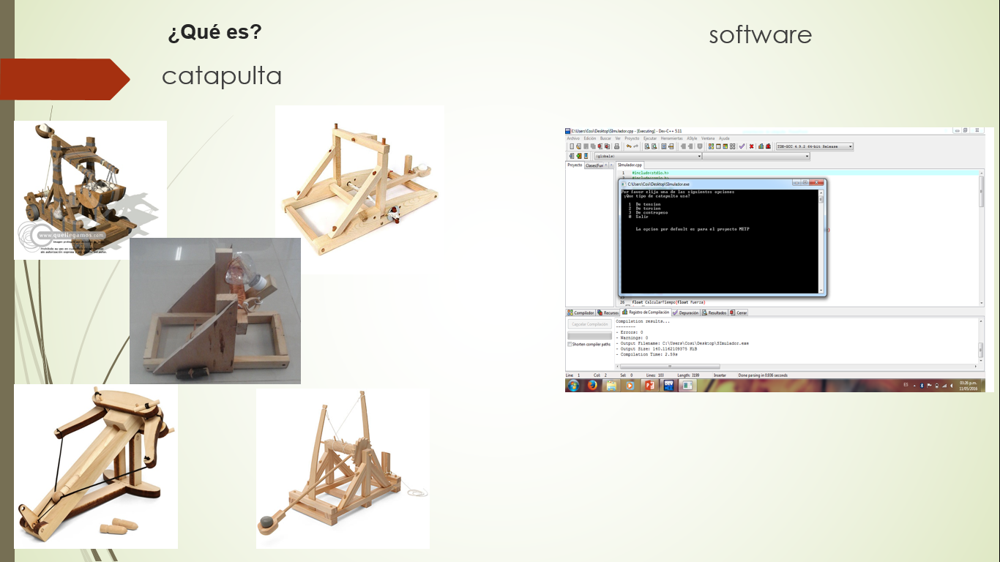 ¿Qué es?
catapulta
software
www.quellegamos.com
C:\Users\Cosi\Desktop\SImulador.cpp - [Executing] - Dev-C++ 5.11
Archivo Edición Buscar Ver Proyecto Ejecutar Herramientas AStyle Ventana Ayuda
TDM-GCC 4.9.2 64-bit Release
(globals)
Proyecto Clases(Fun
SImulador.cpp
1 #include<stdio.h>
C:\Users\Cosi\Desktop\SImulador.exe
Por favor elija una de las siguientes opciones
¿Que tipo de catapulta usa?
1 De tension
2 De torsion
3 De contrapeso
0 Salir
La opcion por default es para el proyecto METP
26 float CalcularTiempo(float Fuerza)
Compilador Recursos Registro de Compilación Depuración Resultados Cerrar
Cancelar Compilación
Shorten compiler paths
Compilation results...
--------
- Errors: 0
- Warnings: 0
- Output Filename: C:\Users\Cosi\Desktop\SImulador.exe
- Output Size: 140.1162109375 KiB
- Compilation Time: 2.59s
Line: 1 Col: 2 Sel: 0 Lines: 103 Length: 3199 Insertar Done parsing in 0.936 seconds
ES
03:26 p.m.
11/05/2016